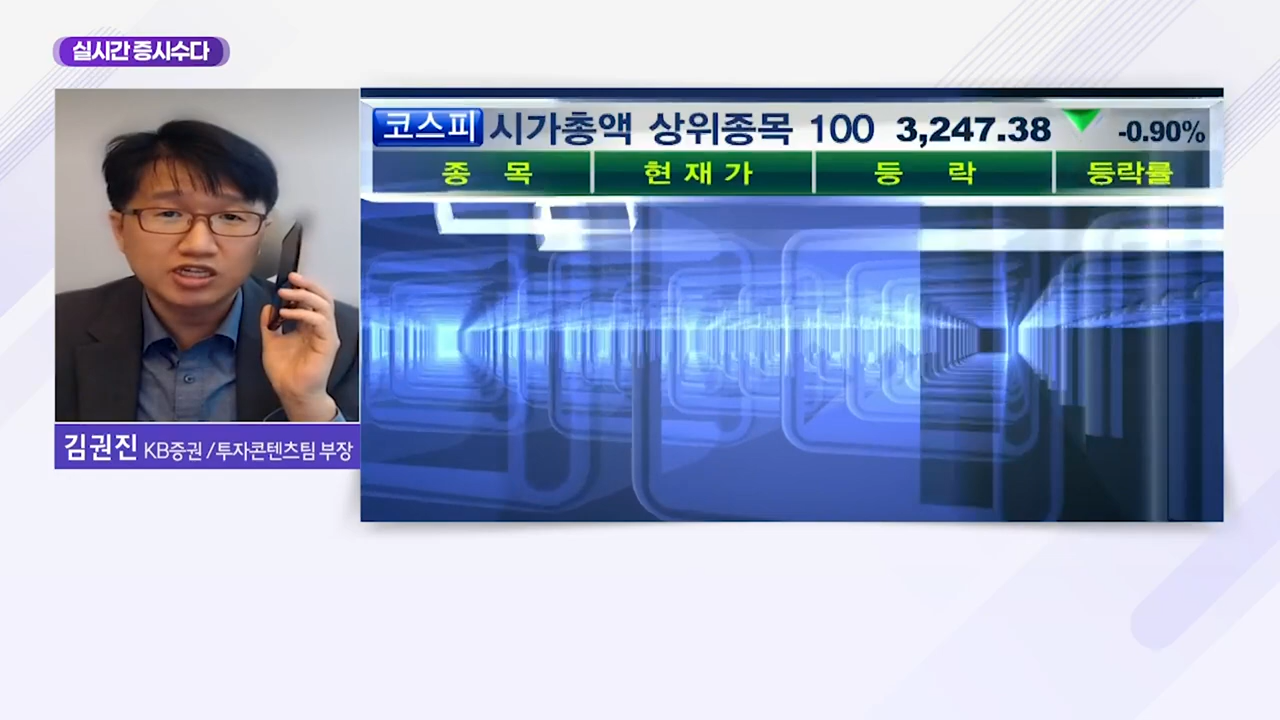 실시간 증시수다
코스피 시가총액 상위종목 100 3,247.38 -0.90%
종 목 현 재 가 등 락 등락률
김권진 KB증권 / 투자콘텐츠팀 부장